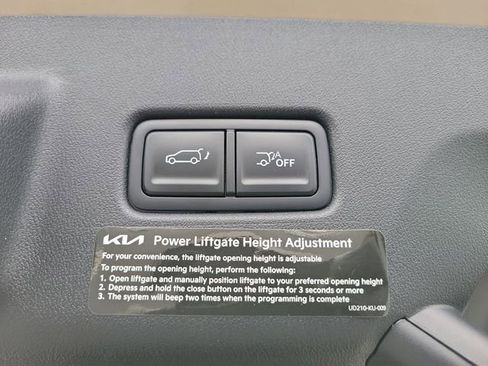 A
OFF
KIA Power Liftgate Height Adjustment
For your convenience, the liftgate opening height is adjustable
To program the opening height, perform the following:
1. Open liftgate and manually position liftgate to your preferred opening height
2. Depress and hold the close button on the liftgate for 3 seconds or more
3. The system will beep two times when the programming is complete
UD210-KU-009